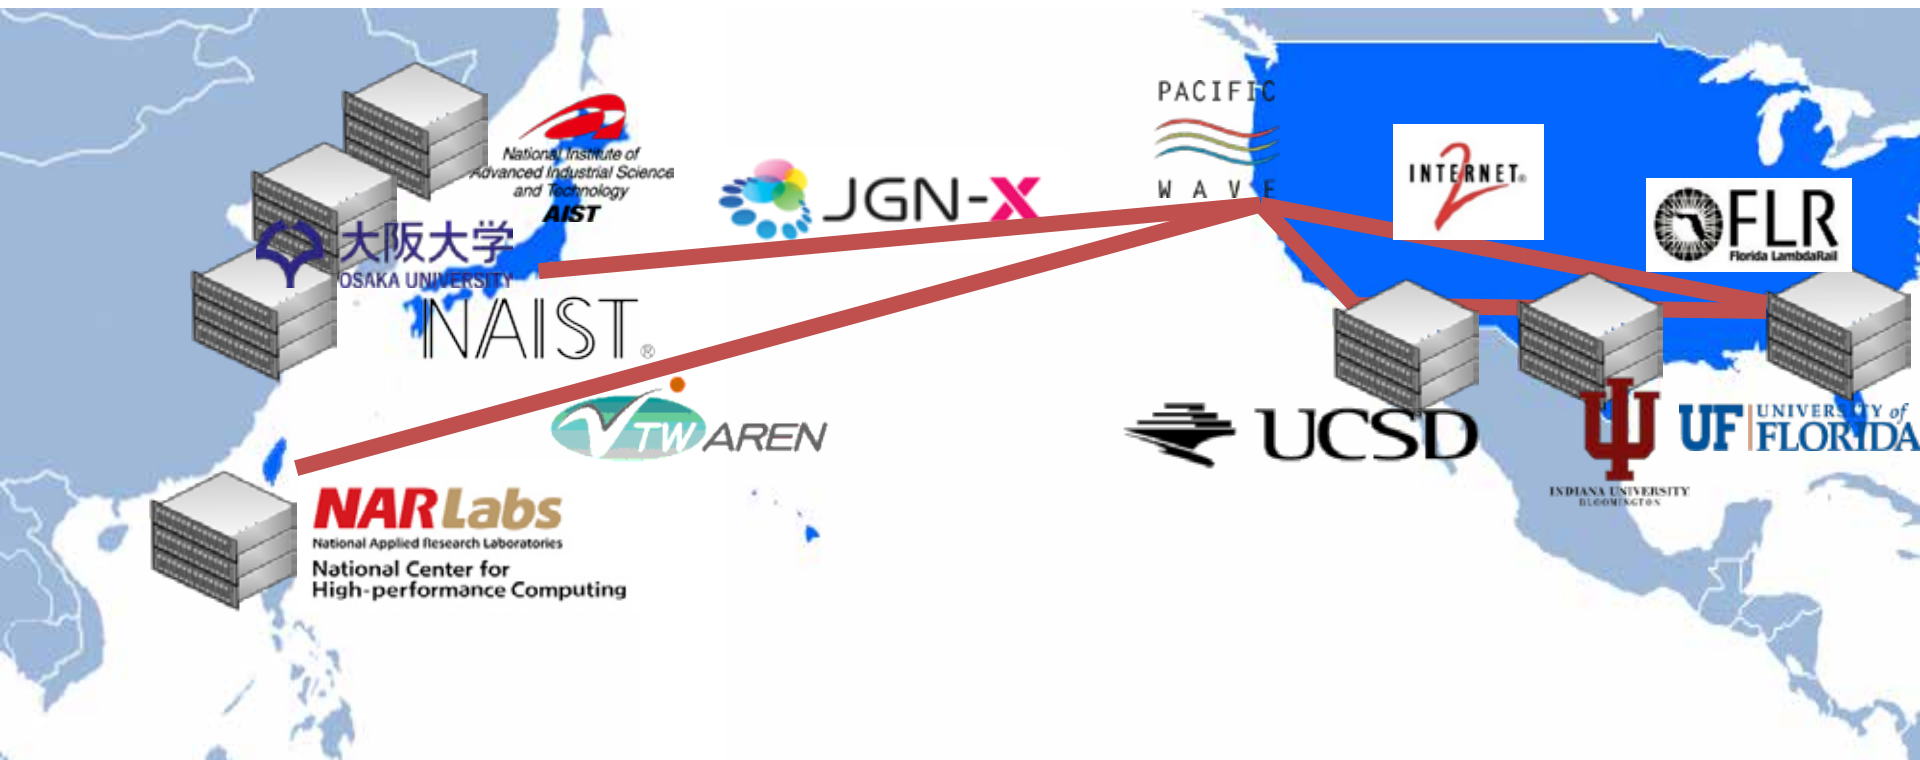 National Institute of
Advanced Industrial Science
and Technology
AIST
大阪大学
OSAKA UNIVERSITY
NAIST®
JGN-X
PACIFIC
WAVE
INTERNET®
2
FLR
Florida LambdaRail
TWAREN
NARLabs
National Applied Research Laboratories
National Center for
High-performance Computing
UCSD
INDIANA UNIVERSITY
BLOOMINGTON
UF
UNIVERSITY of
FLORIDA